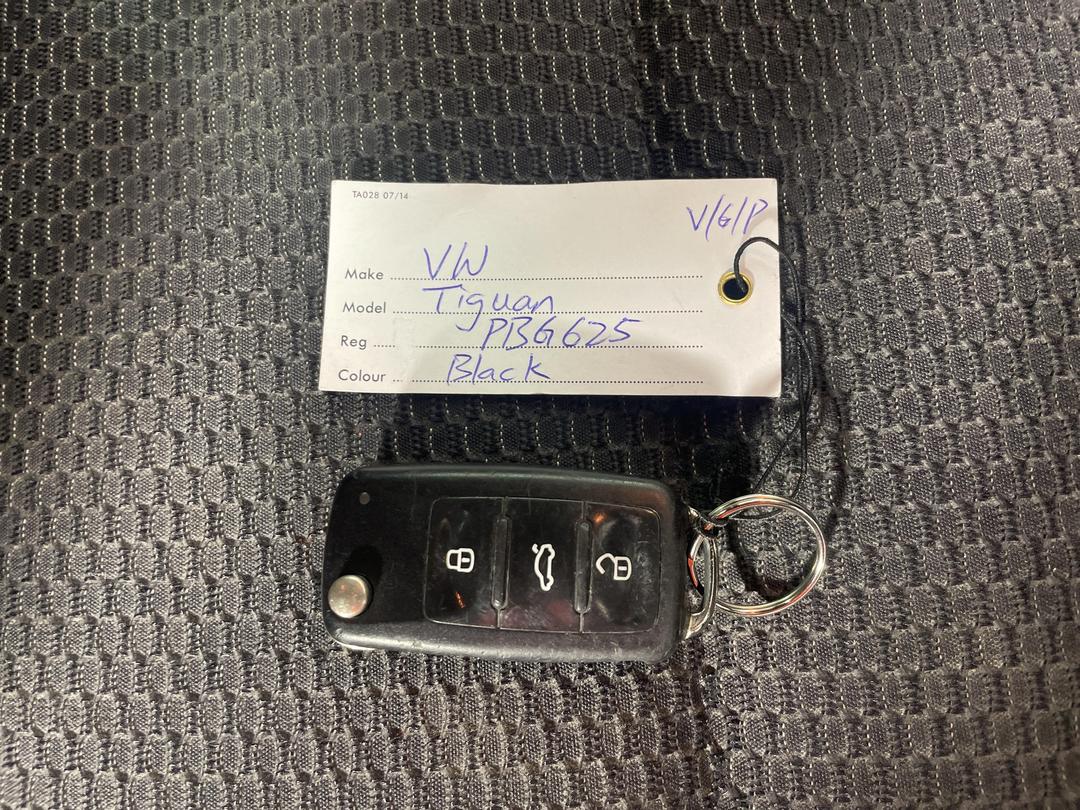 TA028 07/14
V/G/P
Make VW
Model Tiguan
Reg PBG625
Colour Black